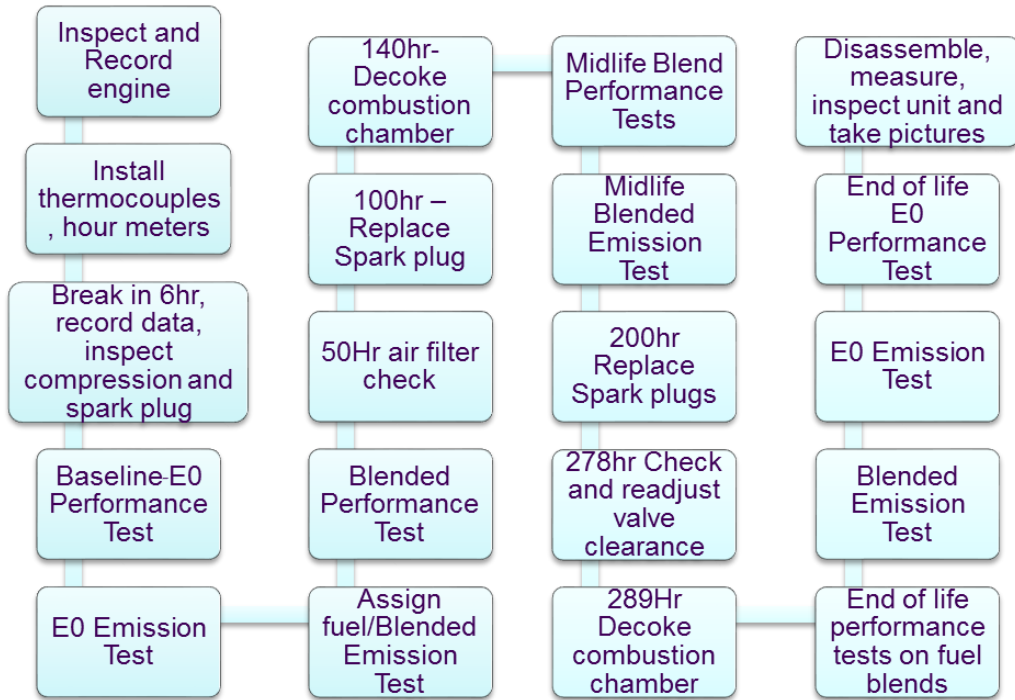 Inspect and
Record
engine
Install
thermocouples
, hour meters
Break in 6hr,
record data,
inspect
compression and
spark plug
Baseline-E0
Performance
Test
E0 Emission
Test
Assign
fuel/Blended
Emission
Test
Blended
Performance
Test
50Hr air filter
check
100hr –
Replace
Spark plug
140hr-
Decoke
combustion
chamber
Midlife Blend
Performance
Tests
Midlife
Blended
Emission
Test
200hr
Replace
Spark plugs
278hr Check
and readjust
valve
clearance
289Hr
Decoke
combustion
chamber
End of life
performance
tests on fuel
blends
Blended
Emission
Test
E0 Emission
Test
End of life
E0
Performance
Test
Disassemble,
measure,
inspect unit and
take pictures